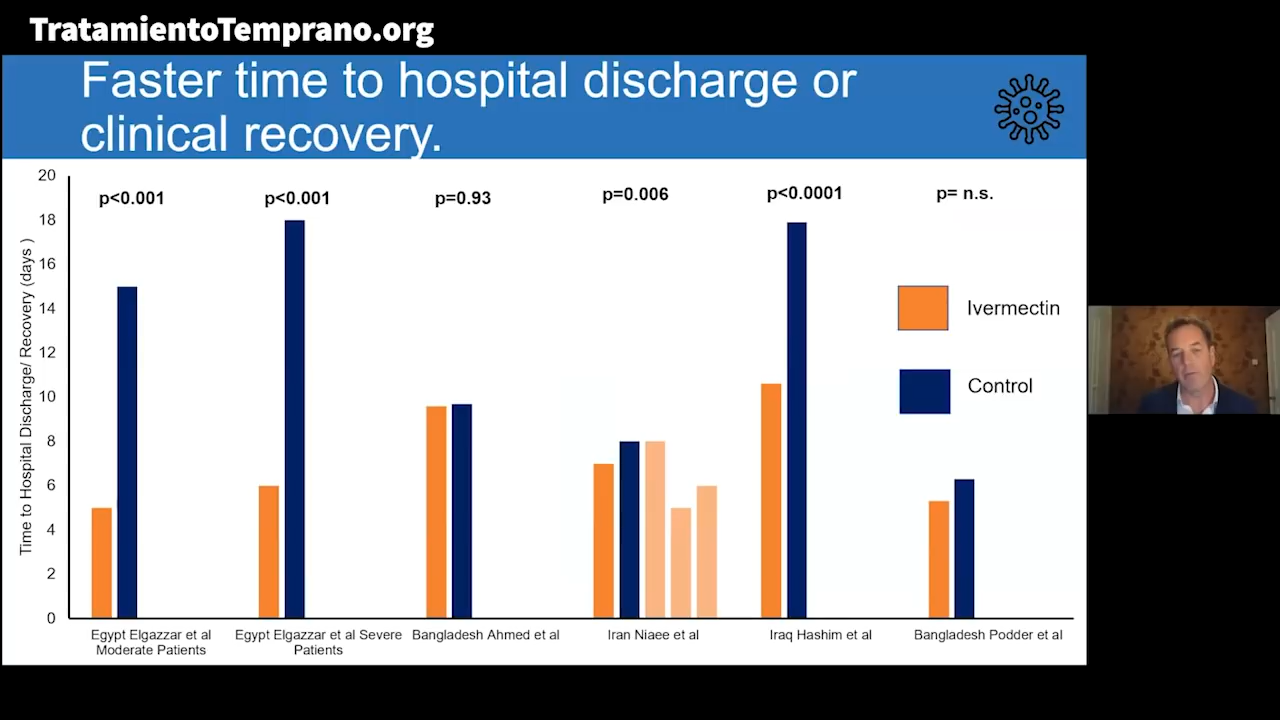 TratamientoTemprano.org
Faster time to hospital discharge or
clinical recovery.
20
18
16
14
12
10
8
6
4
2
0
Time to Hospital Discharge/ Recovery (days )
p<0.001
p<0.001
p=0.93
p=0.006
p<0.0001
p= n.s.
Ivermectin
Control
Egypt Elgazzar et al
Moderate Patients
Egypt Elgazzar et al Severe
Patients
Bangladesh Ahmed et al
Iran Niaee et al
Iraq Hashim et al
Bangladesh Podder et al